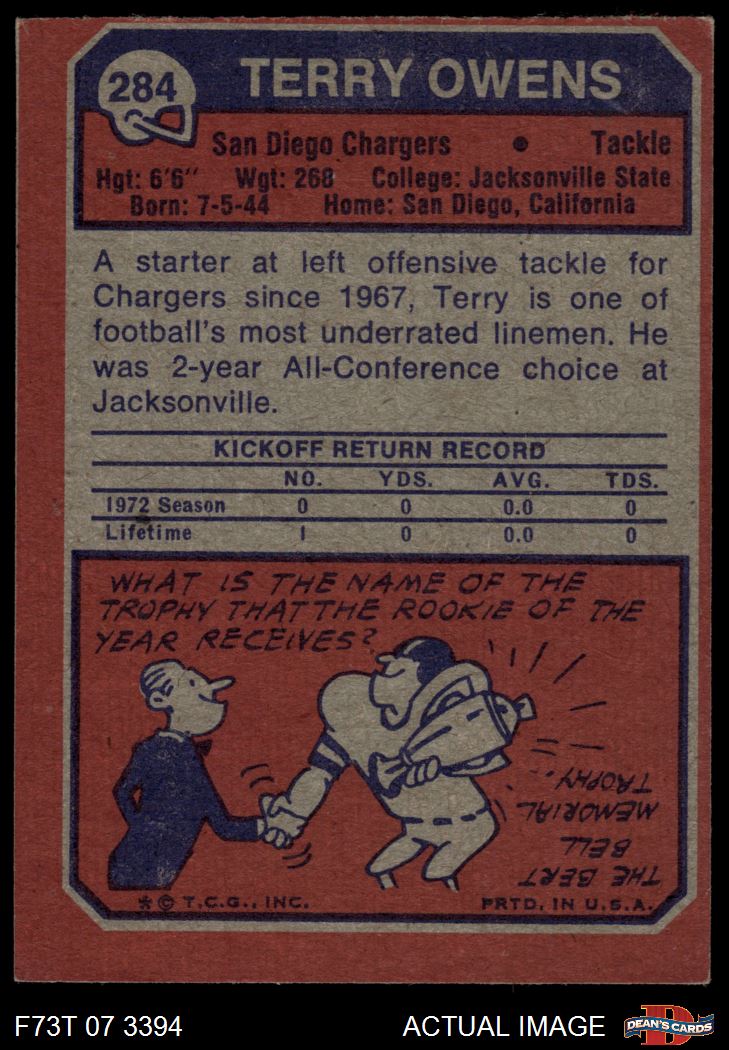 284
TERRY OWENS
San Diego Chargers • Tackle
Hgt: 6'6" Wgt: 268 College: Jacksonville State
Born: 7-5-44 Home: San Diego, California
A starter at left offensive tackle for
Chargers since 1967, Terry is one of
football's most underrated linemen. He
was 2-year All-Conference choice at
Jacksonville.
KICKOFF RETURN RECORD
NO. YDS. AVG. TDS.
1972 Season 0 0 0.0 0
Lifetime 1 0 0.0 0
WHAT IS THE NAME OF THE
TROPHY THAT THE ROOKIE OF THE
YEAR RECEIVES?
THE BERT
BELL
MEMORIAL
TROPHY..
*© T.C.G., INC. PRTD. IN U.S.A.
F73T 07 3394 ACTUAL IMAGE
D
DEAN'S CARDS